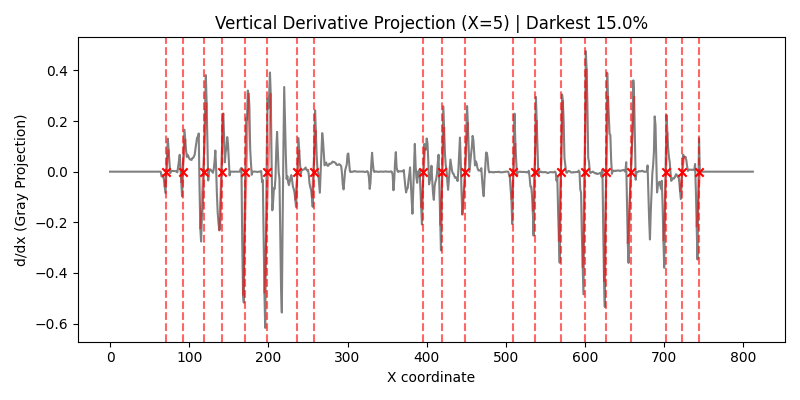 Vertical Derivative Projection (X=5) | Darkest 15.0%
d/dx (Gray Projection)
0.4
0.2
0.0
−0.2
−0.4
−0.6
0 100 200 300 400 500 600 700 800
X coordinate